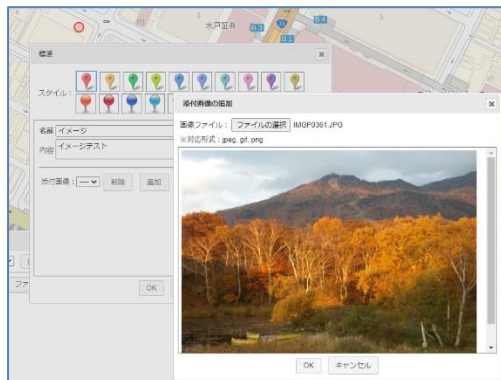 水戸証券
標準
スタイル：
名前 イメージ
内容 イメージテスト
添付画像： ---- 削除 追加
OK
ファ
添付画像の追加
画像ファイル： ファイルの選択 IMGP0361.JPG
※対応形式：jpeg, gif, png
OK キャンセル